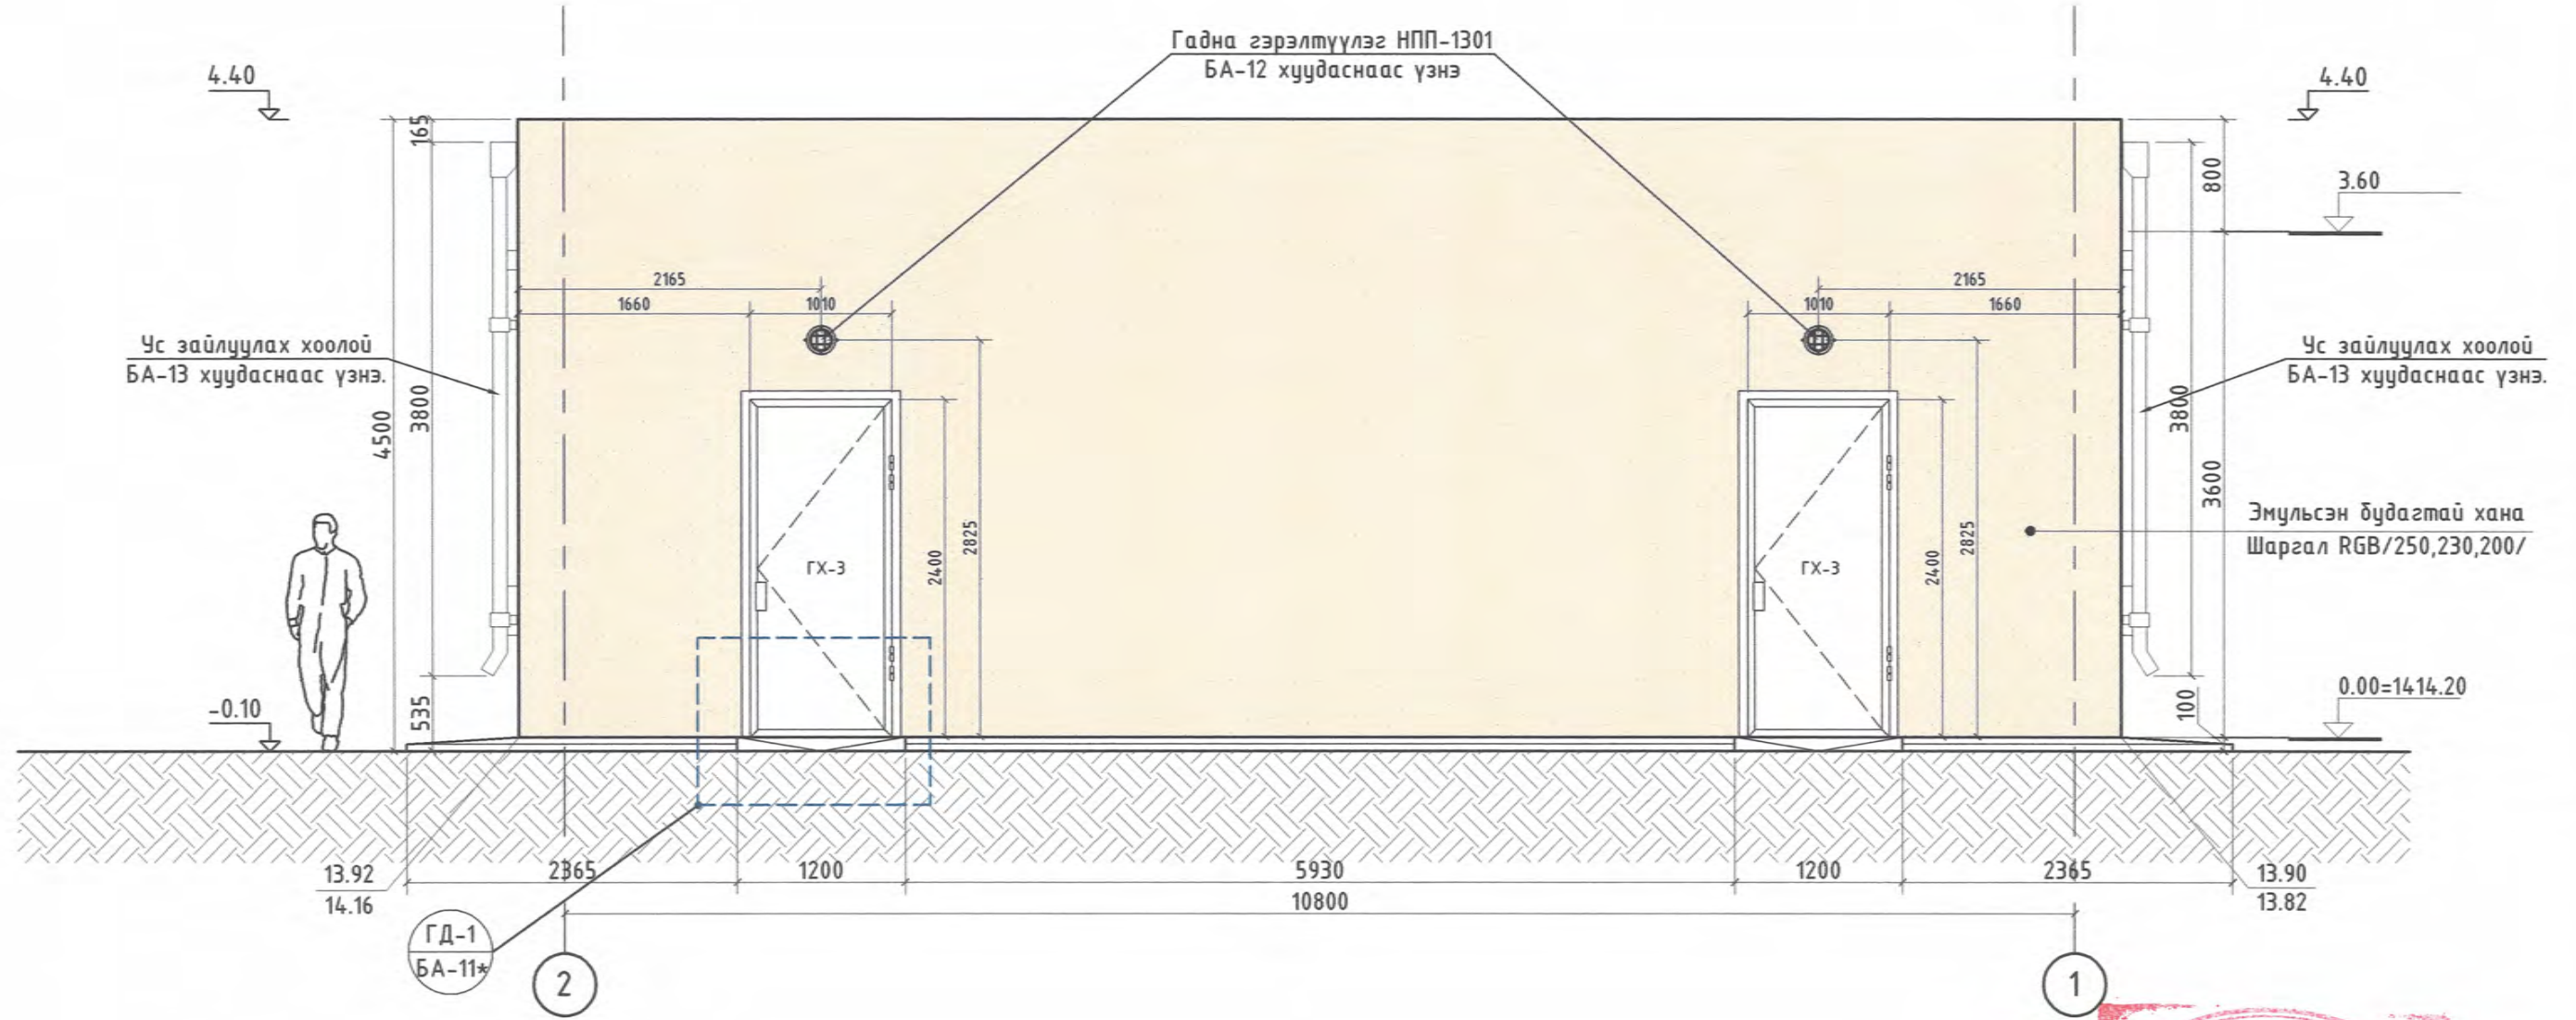 Гадна гэрэлтүүлэг НПП-1301
БА-12 хуудаснаас үзнэ
4.40
4.40
165
800
3.60
2165
2165
1660
1010
1010
1660
Ус зайлуулах хоолой
БА-13 хуудаснаас үзнэ.
Ус зайлуулах хоолой
БА-13 хуудаснаас үзнэ.
4500
3800
3800
3600
2400
2825
2400
2825
ГХ-3
ГХ-3
Эмульсэн будагтай хана
Шаргал RGB/250,230,200/
-0.10
535
100
0.00=1414.20
13.92
14.16
2365
1200
5930
1200
2365
13.90
13.82
10800
ГД-1
БА-11*
2
1